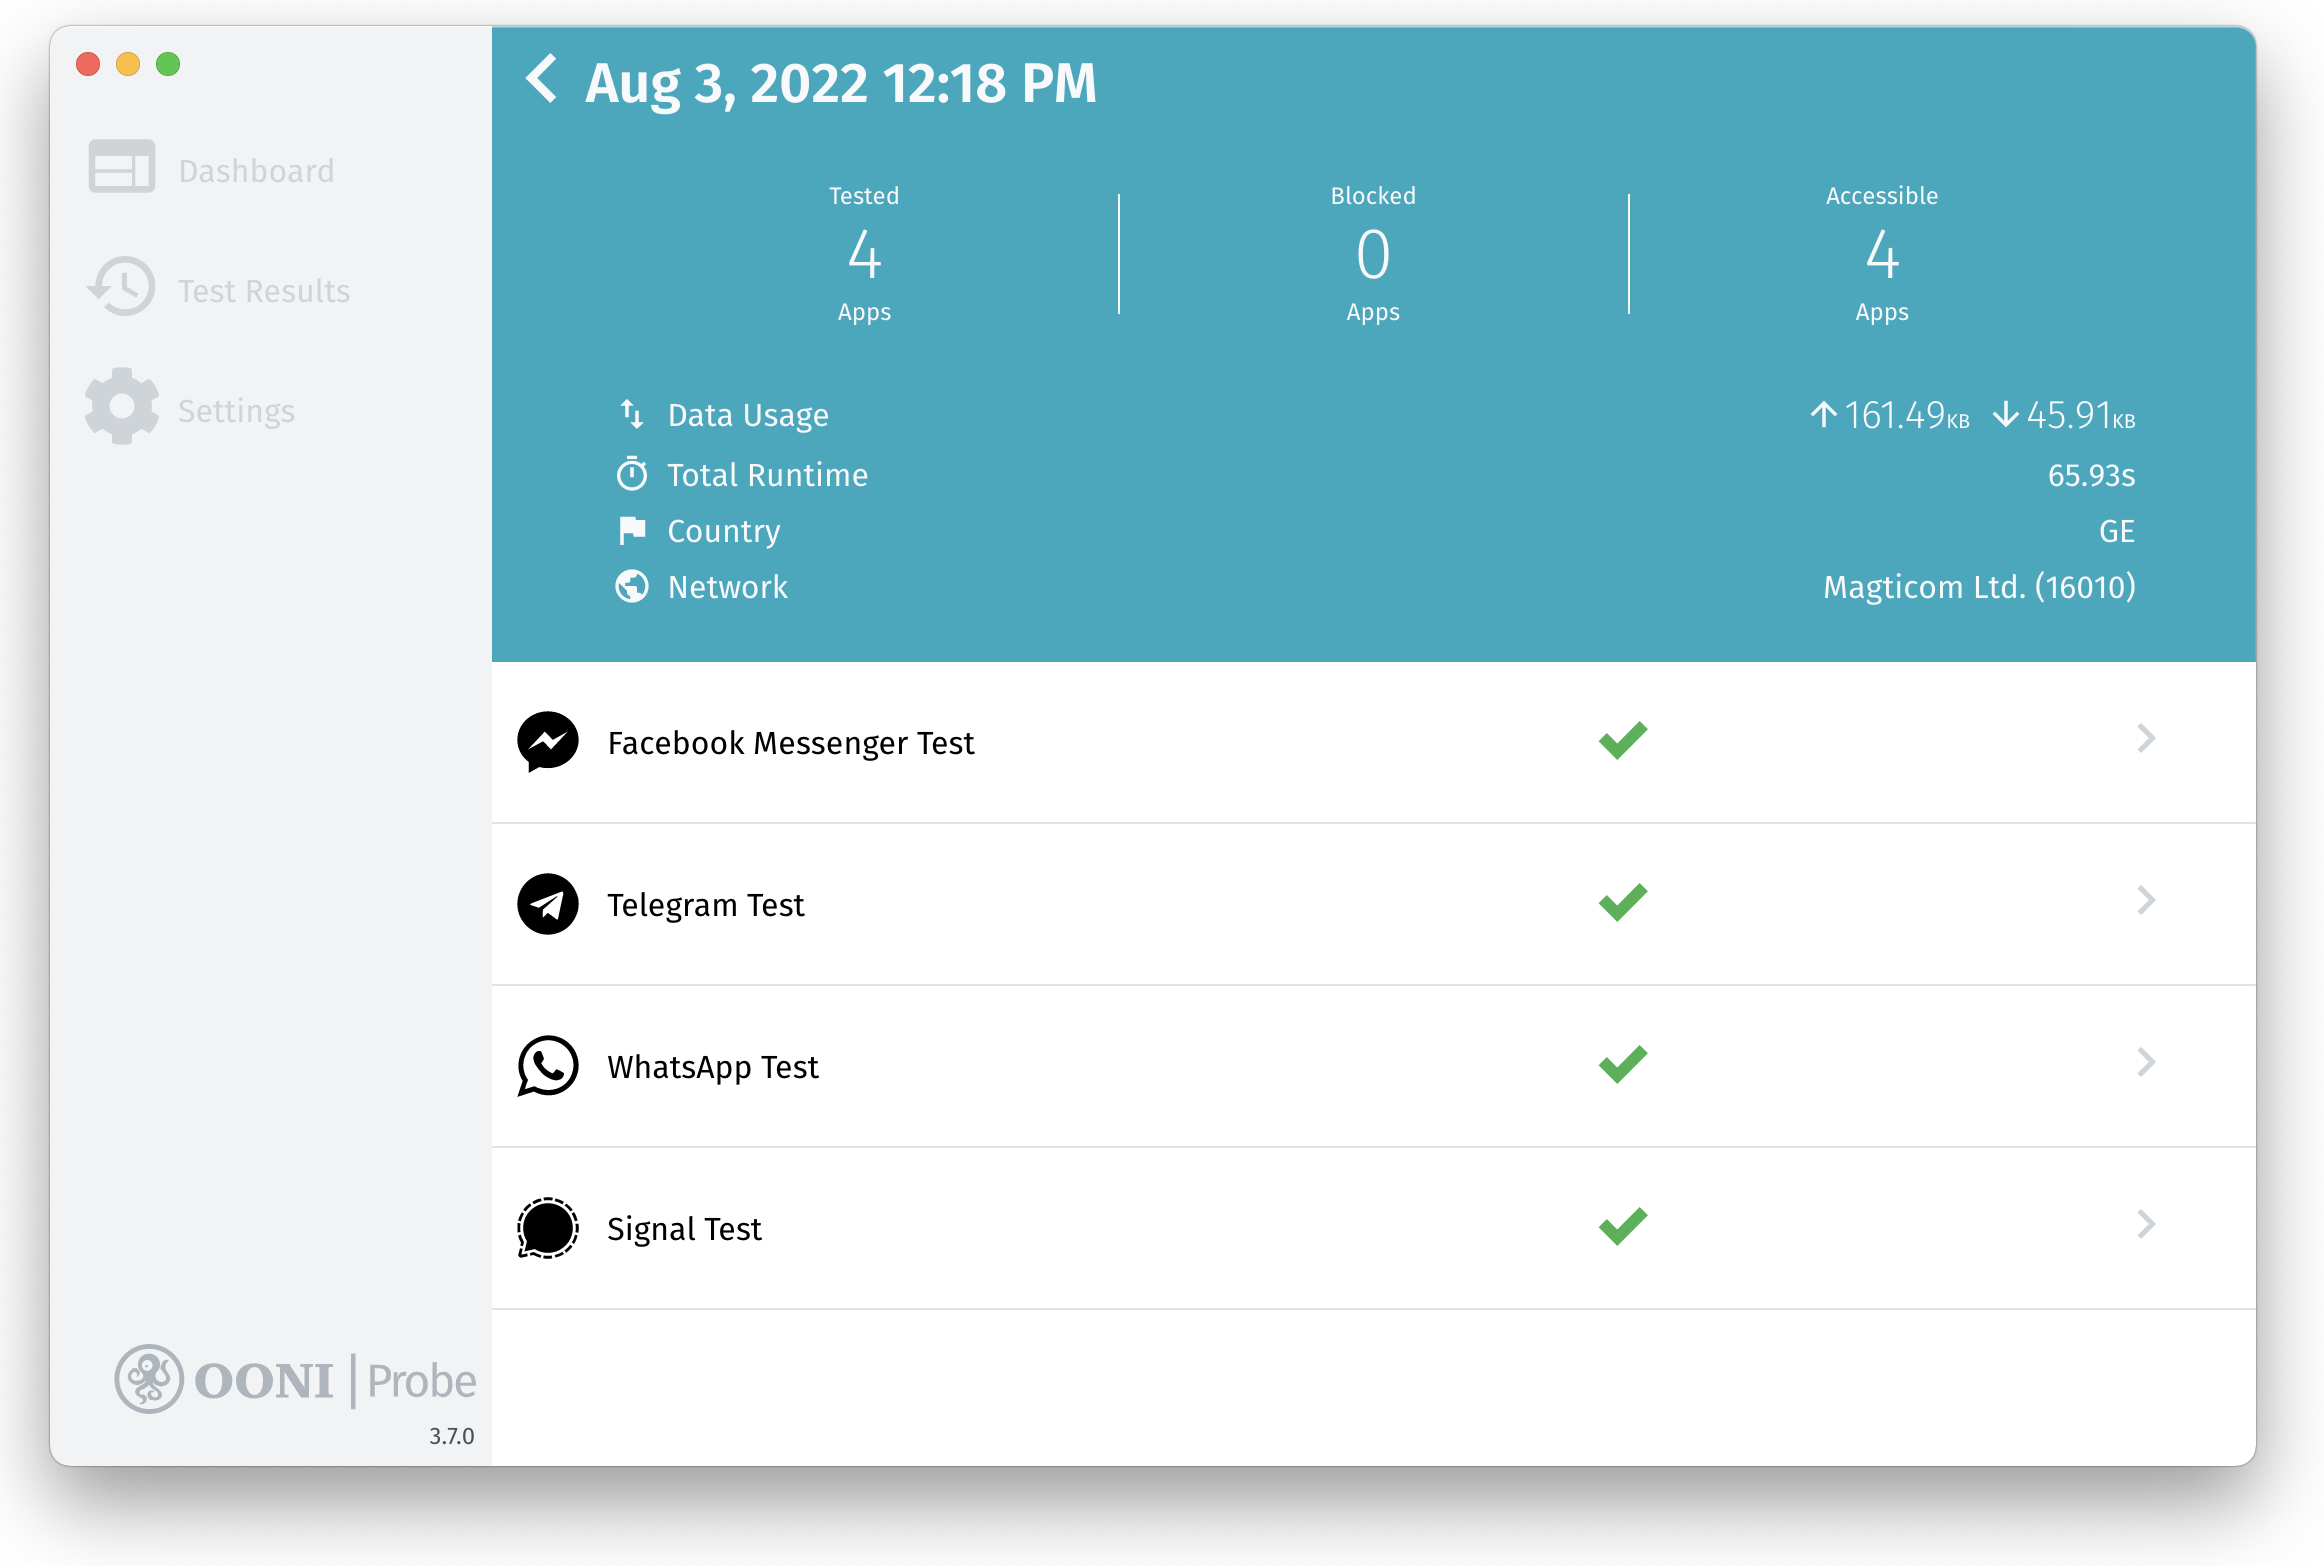 Aug 3, 2022 12:18 PM
Dashboard
Test Results
Settings
Tested
4
Apps
Blocked
0
Apps
Accessible
4
Apps
Data Usage 161.49KB 45.91KB
Total Runtime 65.93s
Country GE
Network Magticom Ltd. (16010)
Facebook Messenger Test
Telegram Test
WhatsApp Test
Signal Test
OONI | Probe
3.7.0